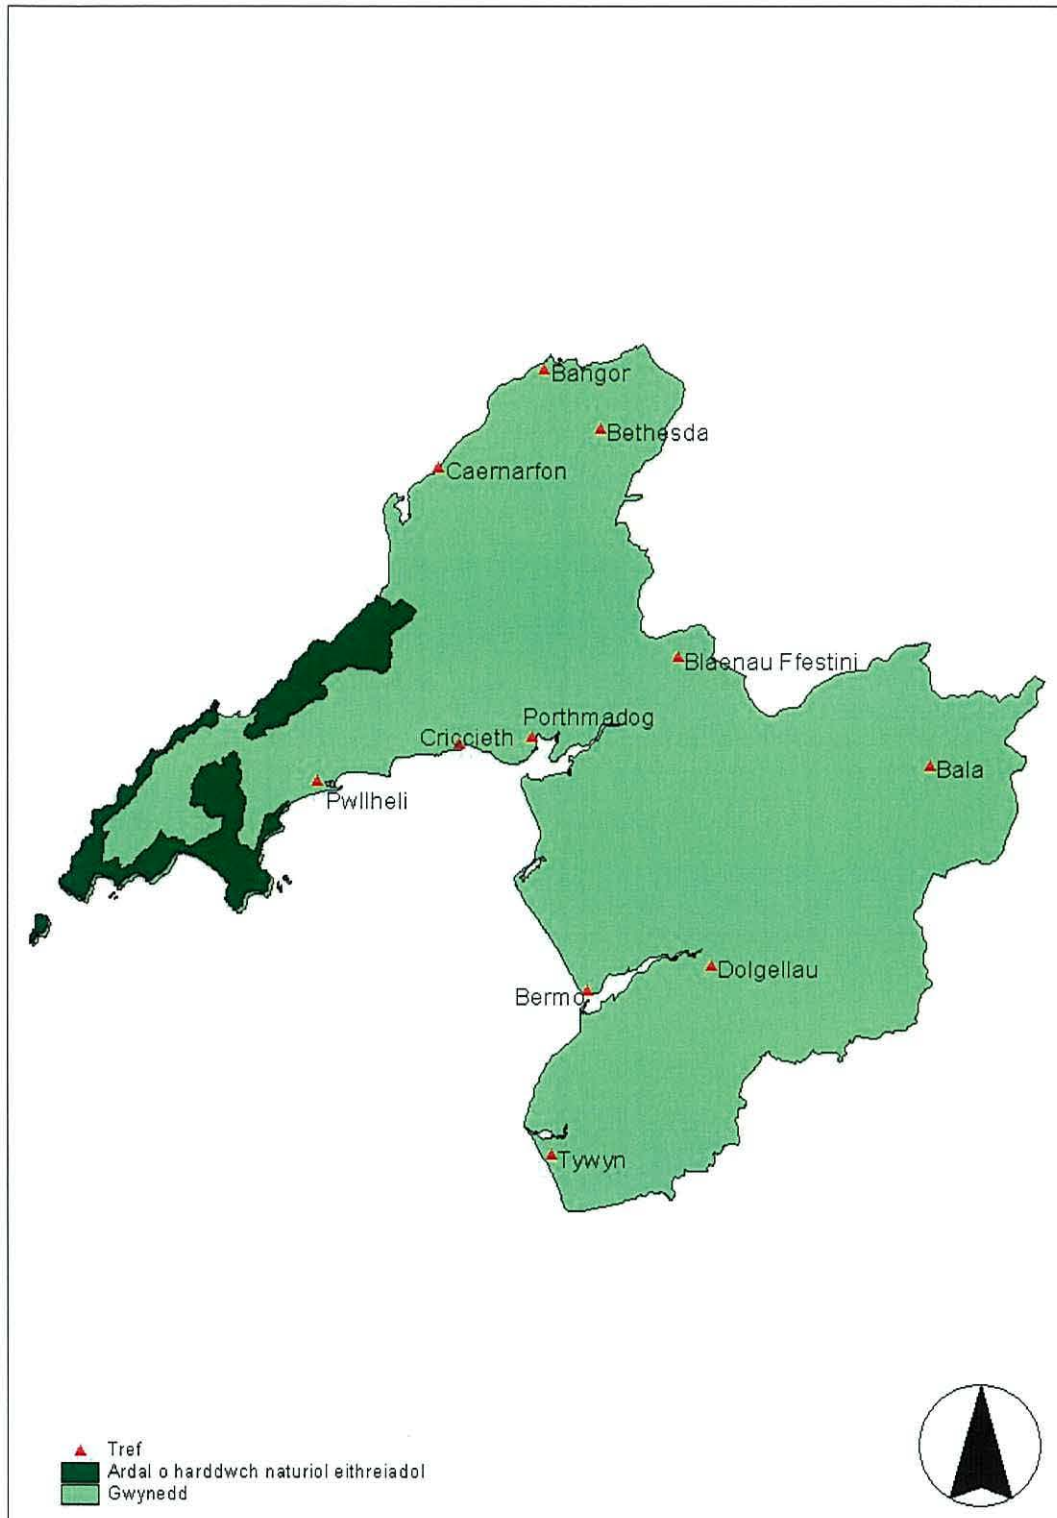 Bangor
Bethesda
Caernarfon
Blaenau Ffestini
Porthmadog
Criccieth
Bala
Pwllheli
Dolgellau
Bermo
Tywyn
Tref
Ardal o harddwch naturiol eithreiadol
Gwynedd